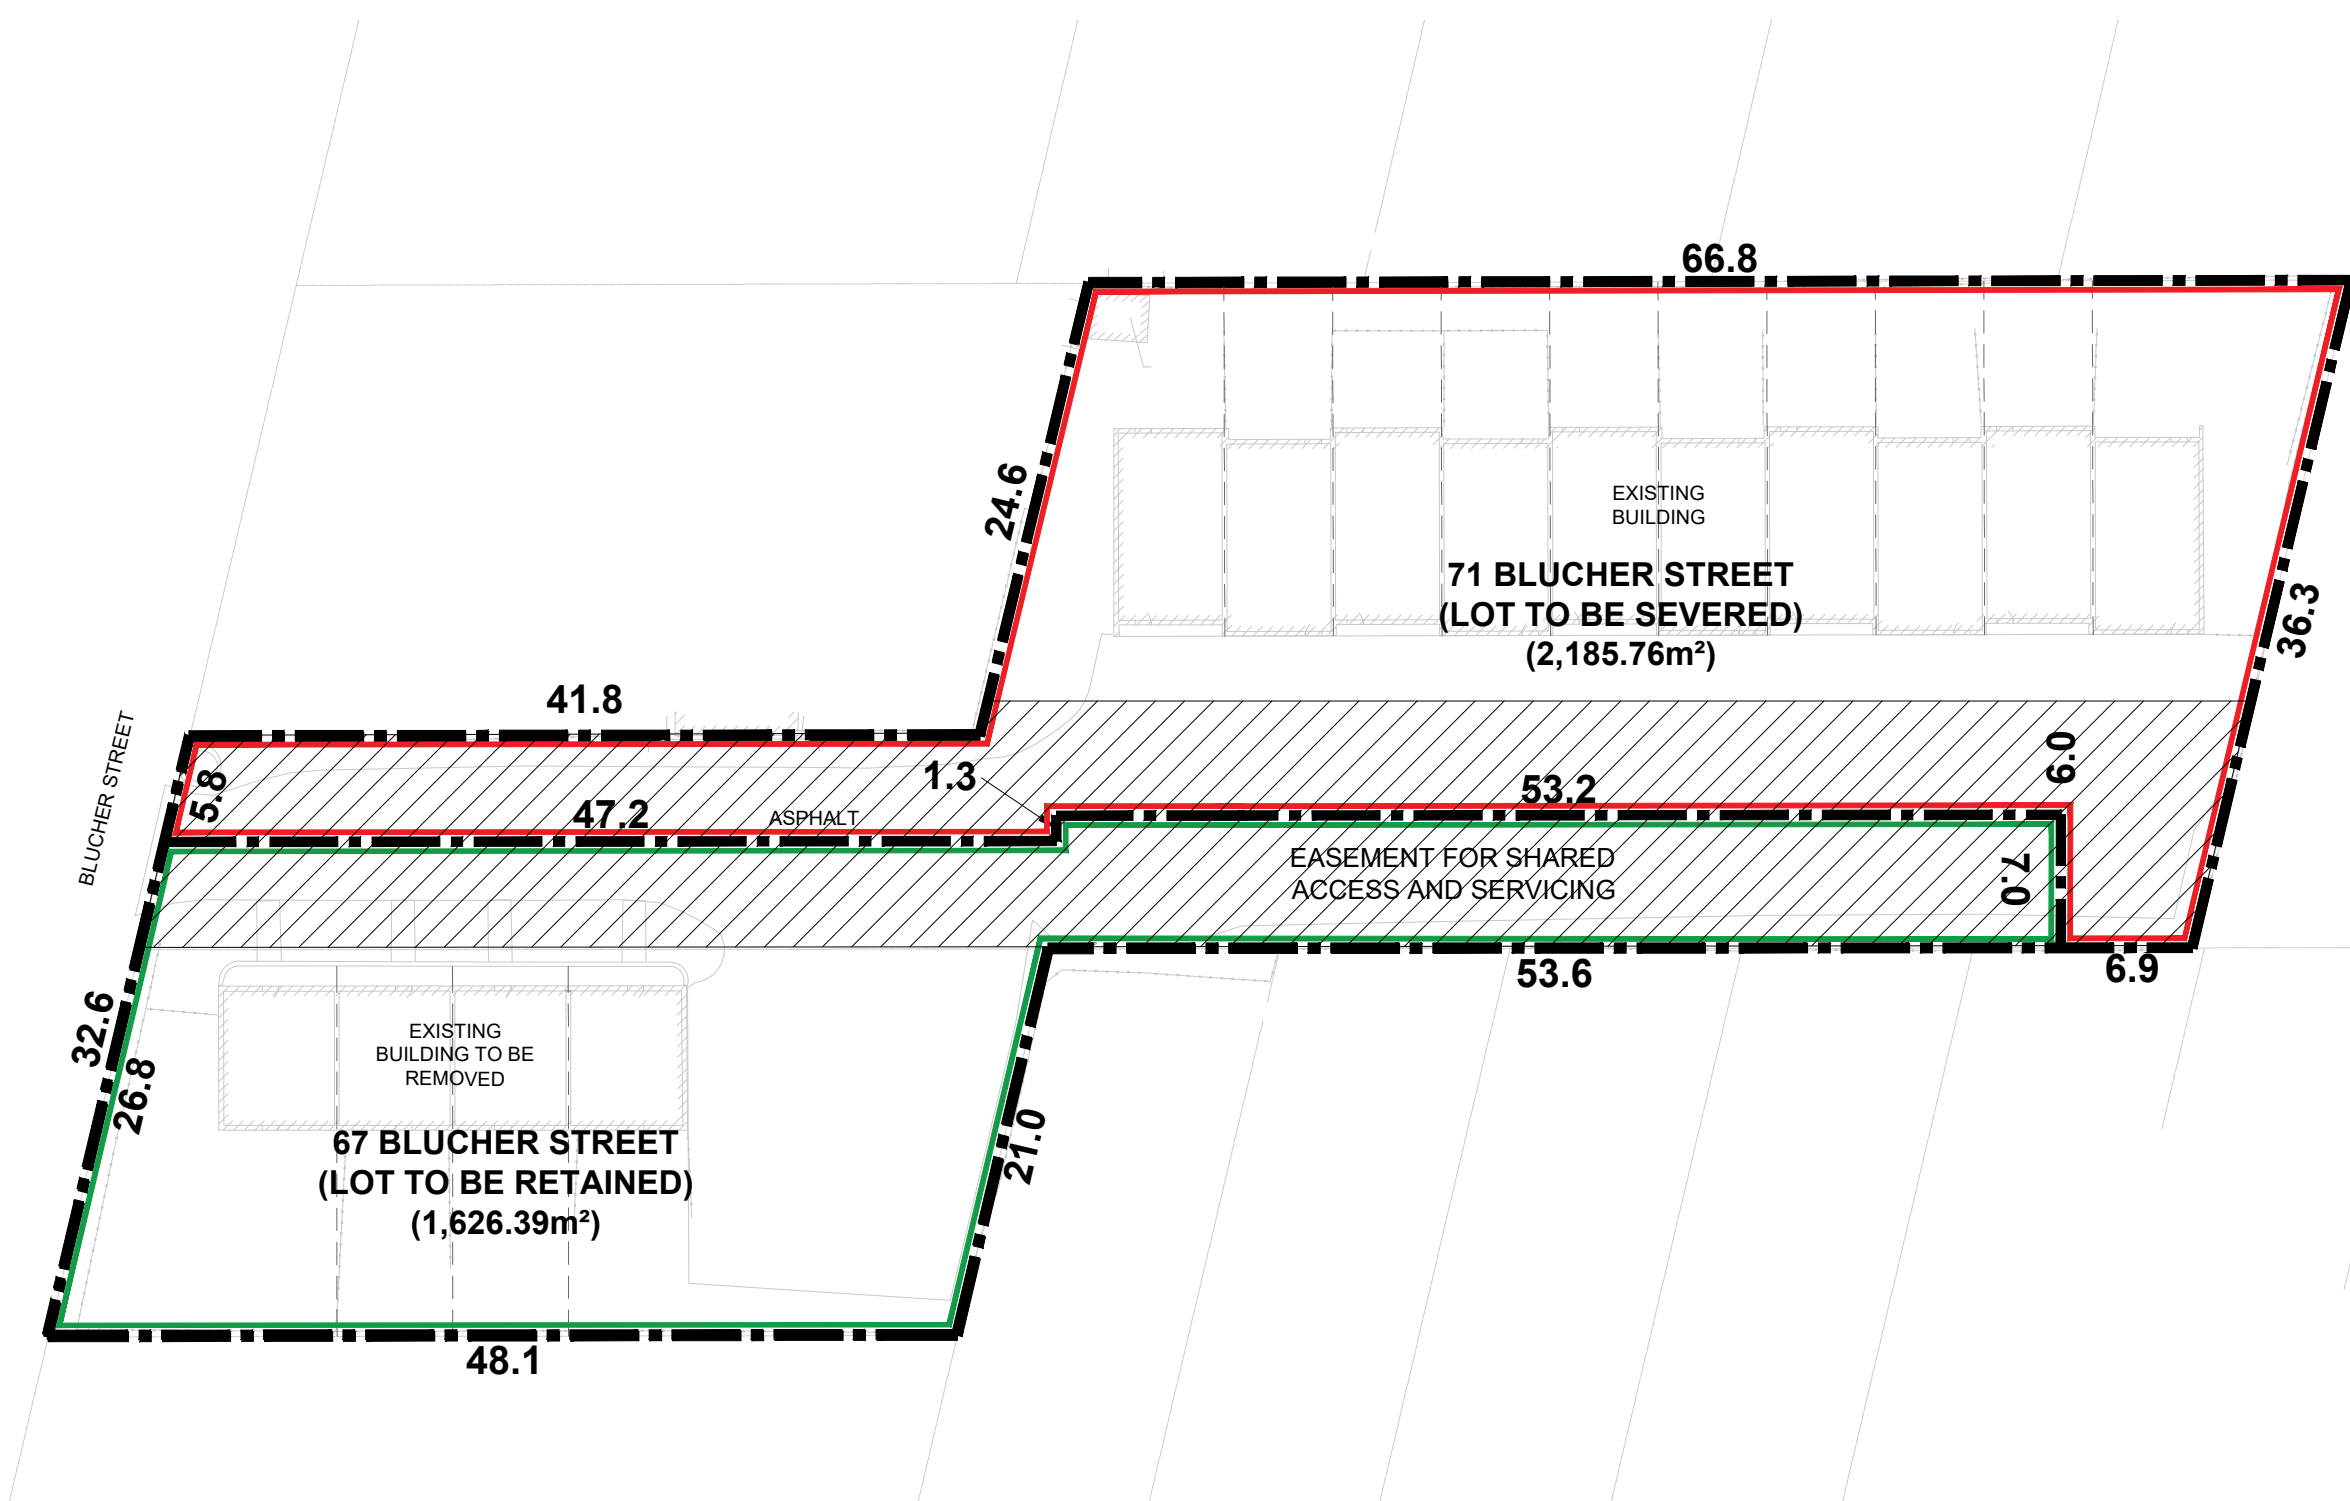 66.8
24.6
EXISTING
BUILDING
71 BLUCHER STREET
(LOT TO BE SEVERED)
(2,185.76m²)
36.3
41.8
BLUCHER STREET
5.8
47.2
ASPHALT
1.3
53.2
6.0
EASEMENT FOR SHARED
ACCESS AND SERVICING
7.0
53.6
6.9
32.6
26.8
EXISTING
BUILDING TO BE
REMOVED
67 BLUCHER STREET
(LOT TO BE RETAINED)
(1,626.39m²)
21.0
48.1